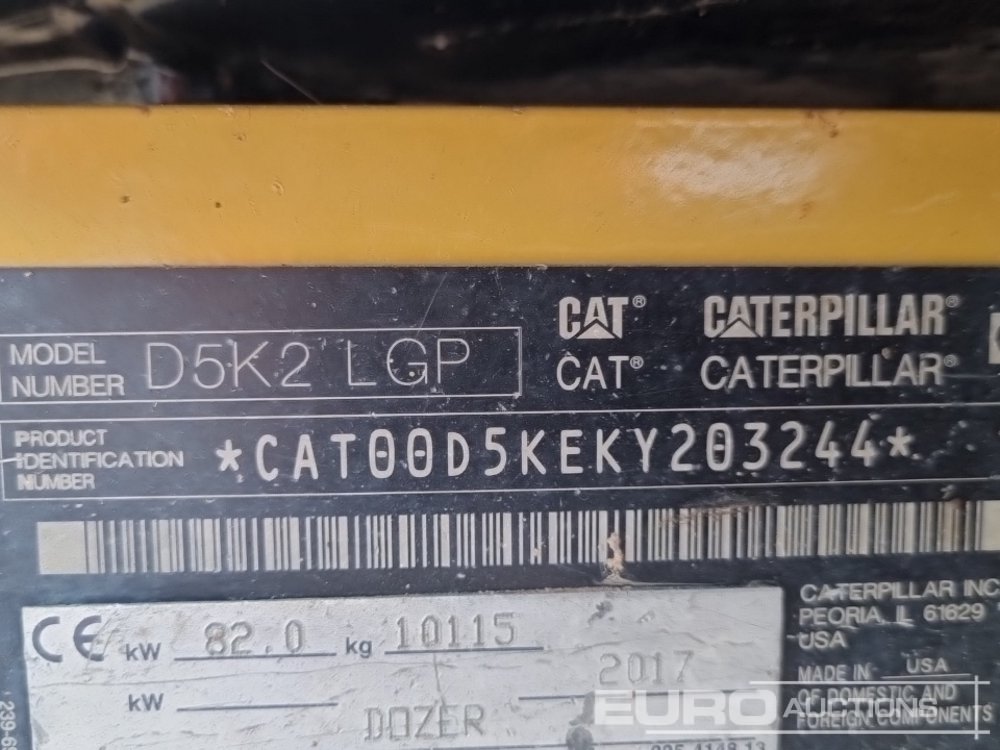 CAT® CATERPILLAR®
MODEL NUMBER D5K2 LGP
CAT® CATERPILLAR®
PRODUCT IDENTIFICATION NUMBER *CAT00D5KEKY203244*
CATERPILLAR INC
PEORIA, IL 61629
USA
CE kW 82.0 kg 10115
MADE IN USA
OF DOMESTIC AND
FOREIGN COMPONENTS
kW 2017
DOZER
EURO AUCTIONS